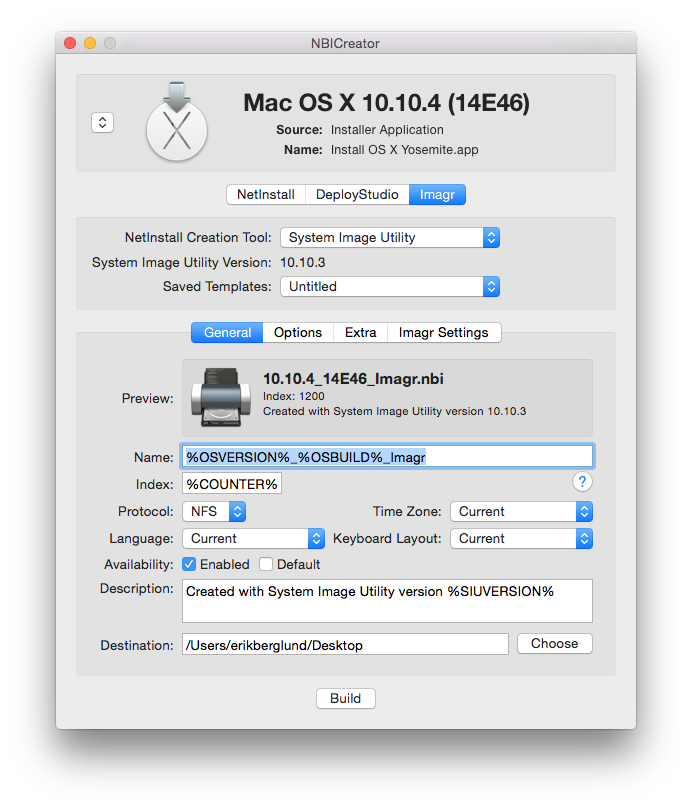 NBICreator
Mac OS X 10.10.4 (14E46)
Source: Installer Application
Name: Install OS X Yosemite.app
NetInstall DeployStudio Imagr
NetInstall Creation Tool: System Image Utility
System Image Utility Version: 10.10.3
Saved Templates: Untitled
General Options Extra Imagr Settings
Preview:
10.10.4_14E46_Imagr.nbi
Index: 1200
Created with System Image Utility version 10.10.3
Name: %OSVERSION%_%OSBUILD%_Imagr
Index: %COUNTER% ?
Protocol: NFS Time Zone: Current
Language: Current Keyboard Layout: Current
Availability: Enabled Default
Description: Created with System Image Utility version %SIUVERSION%
Destination: /Users/erikberglund/Desktop Choose
Build